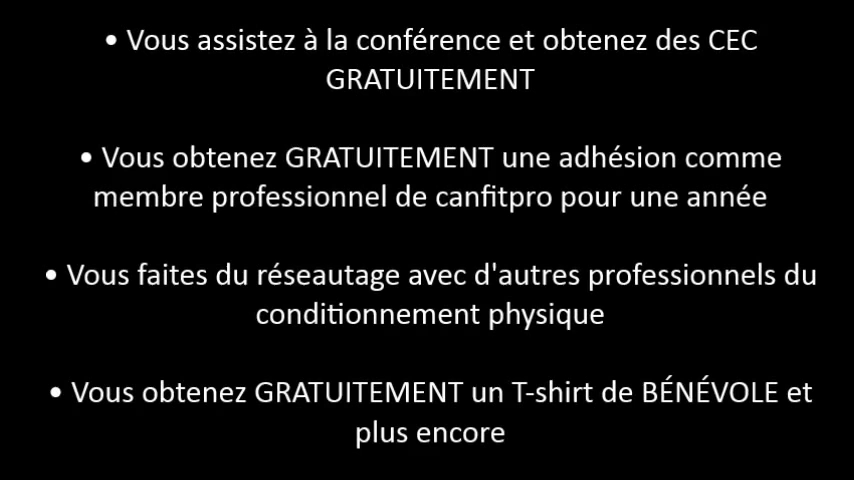 • Vous assistez à la conférence et obtenez des CEC
GRATUITEMENT
• Vous obtenez GRATUITEMENT une adhésion comme
membre professionnel de canfitpro pour une année
• Vous faites du réseautage avec d'autres professionnels du
conditionnement physique
• Vous obtenez GRATUITEMENT un T-shirt de BÉNÉVOLE et
plus encore